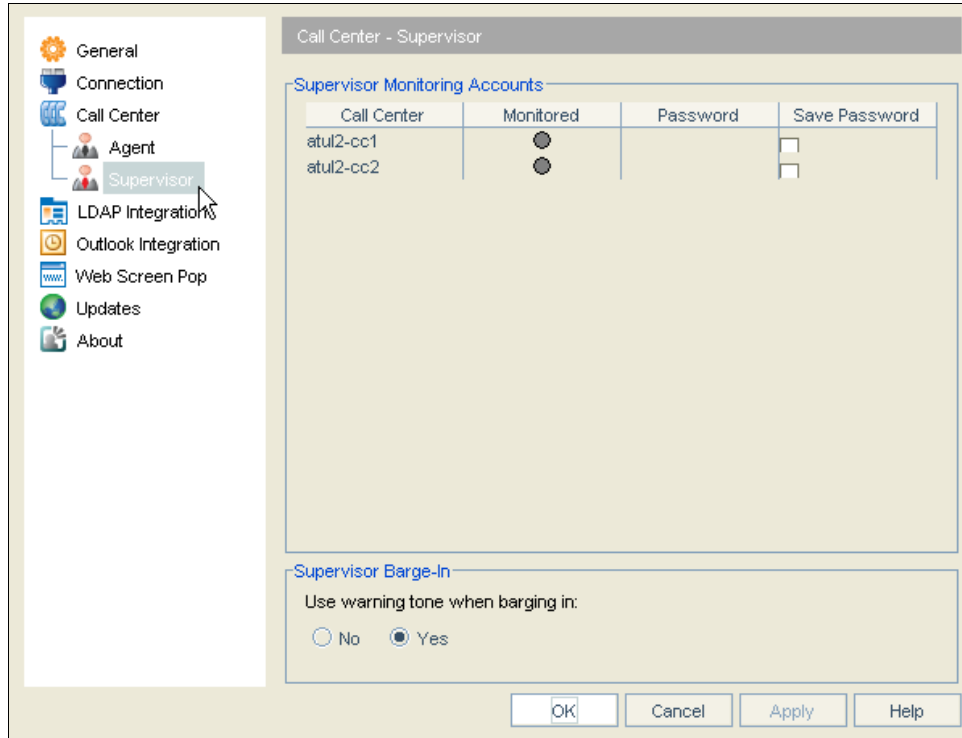 General
Connection
Call Center
Agent
Supervisor
LDAP Integration
Outlook Integration
www.
Web Screen Pop
Updates
About
Call Center - Supervisor
Supervisor Monitoring Accounts
Call Center Monitored Password Save Password
atul2-cc1
atul2-cc2
Supervisor Barge-In
Use warning tone when barging in:
No Yes
OK Cancel Apply Help